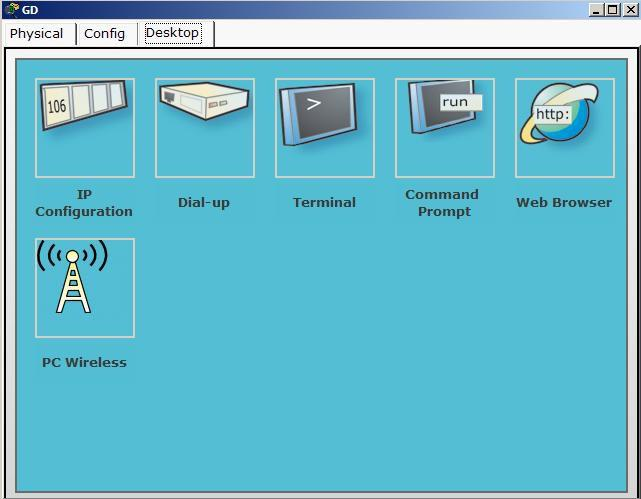 GD
Physical Config Desktop
106 > run http:
IP Configuration Dial-up Terminal Command Prompt Web Browser
PC Wireless